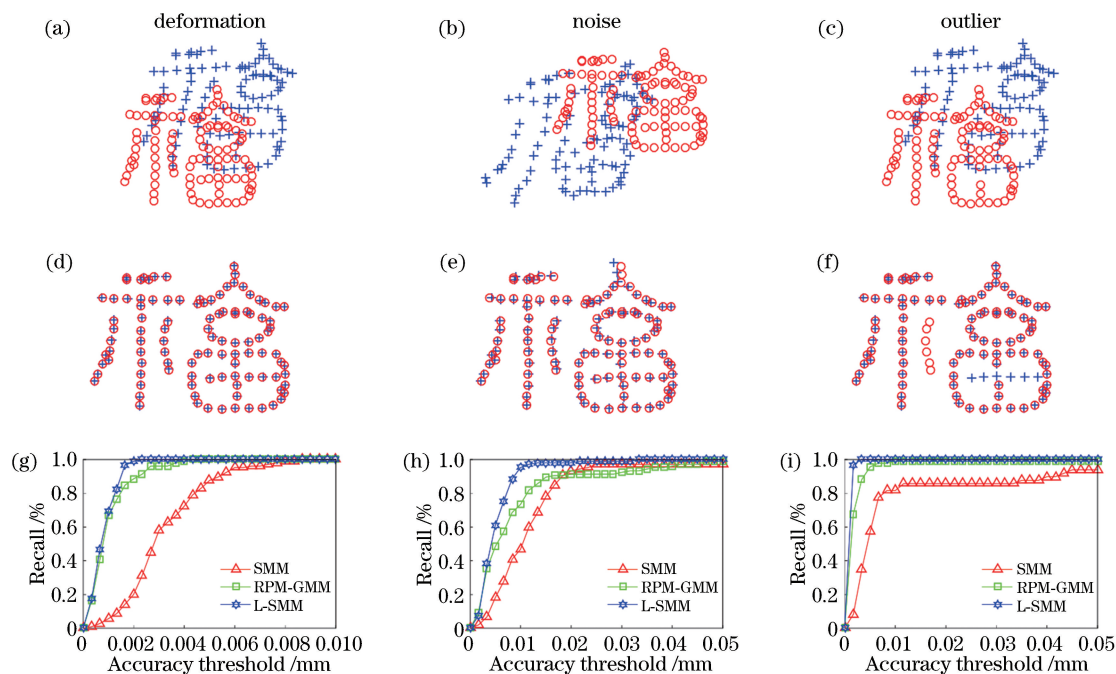 deformation
noise
outlier
(a)
(b)
(c)
(d)
(e)
(f)
(g)
1.0
0.8
0.6
0.4
0.2
0
Recall /%
SMM
RPM-GMM
L-SMM
0
0.002
0.004
0.006
0.008
0.010
Accuracy threshold /mm
(h)
1.0
0.8
0.6
0.4
0.2
0
Recall /%
SMM
RPM-GMM
L-SMM
0
0.01
0.02
0.03
0.04
0.05
Accuracy threshold /mm
(i)
1.0
0.8
0.6
0.4
0.2
0
Recall /%
SMM
RPM-GMM
L-SMM
0
0.01
0.02
0.03
0.04
0.05
Accuracy threshold /mm